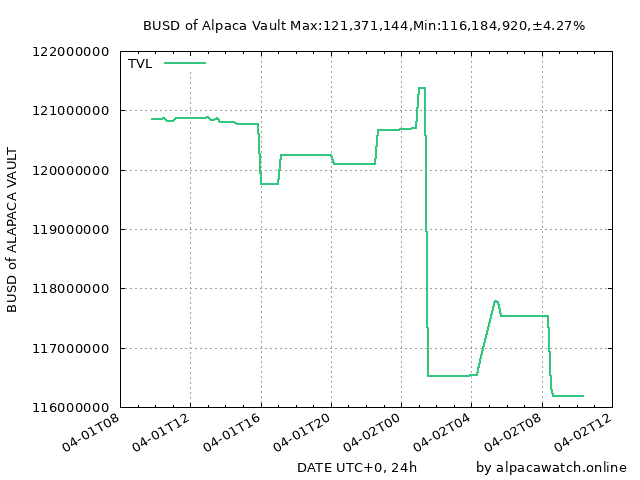 BUSD of Alpaca Vault Max:121,371,144,Min:116,184,920,±4.27%
TVL
122000000
121000000
120000000
119000000
118000000
117000000
116000000
BUSD of ALAPACA VAULT
04-01T08
04-01T12
04-01T16
04-01T20
04-02T00
04-02T04
04-02T08
04-02T12
DATE UTC+0, 24h
by alpacawatch.online